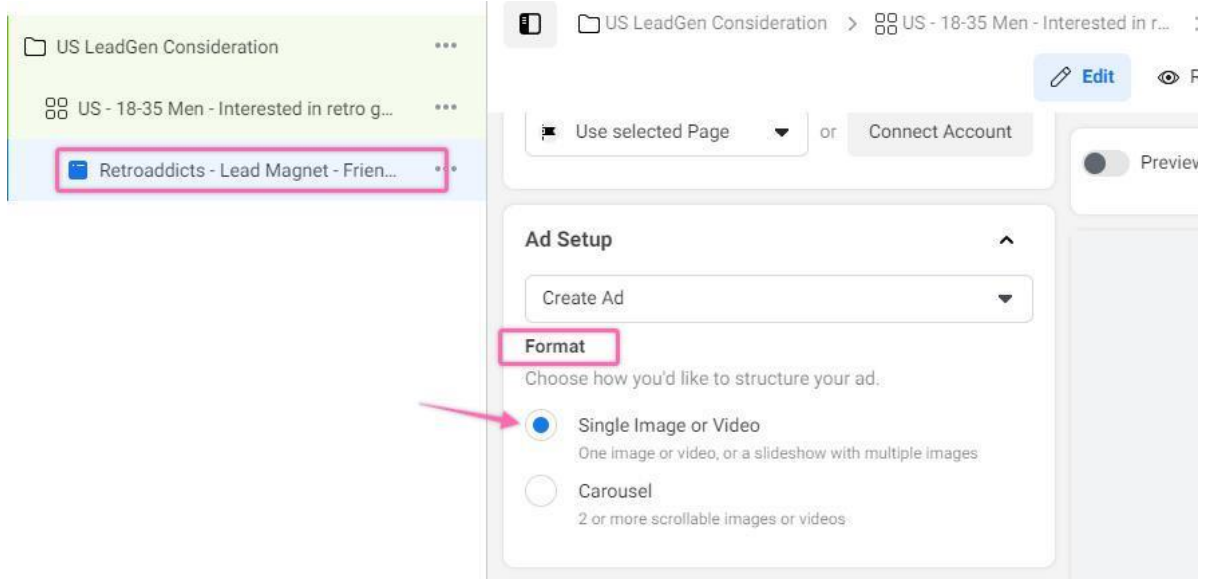 US LeadGen Consideration
US - 18-35 Men - Interested in retro g...
Retroaddicts - Lead Magnet - Frien...
US LeadGen Consideration > US - 18-35 Men - Interested in r...
Edit
Use selected Page or Connect Account
Preview
Ad Setup
Create Ad
Format
Choose how you'd like to structure your ad.
Single Image or Video
One image or video, or a slideshow with multiple images
Carousel
2 or more scrollable images or videos